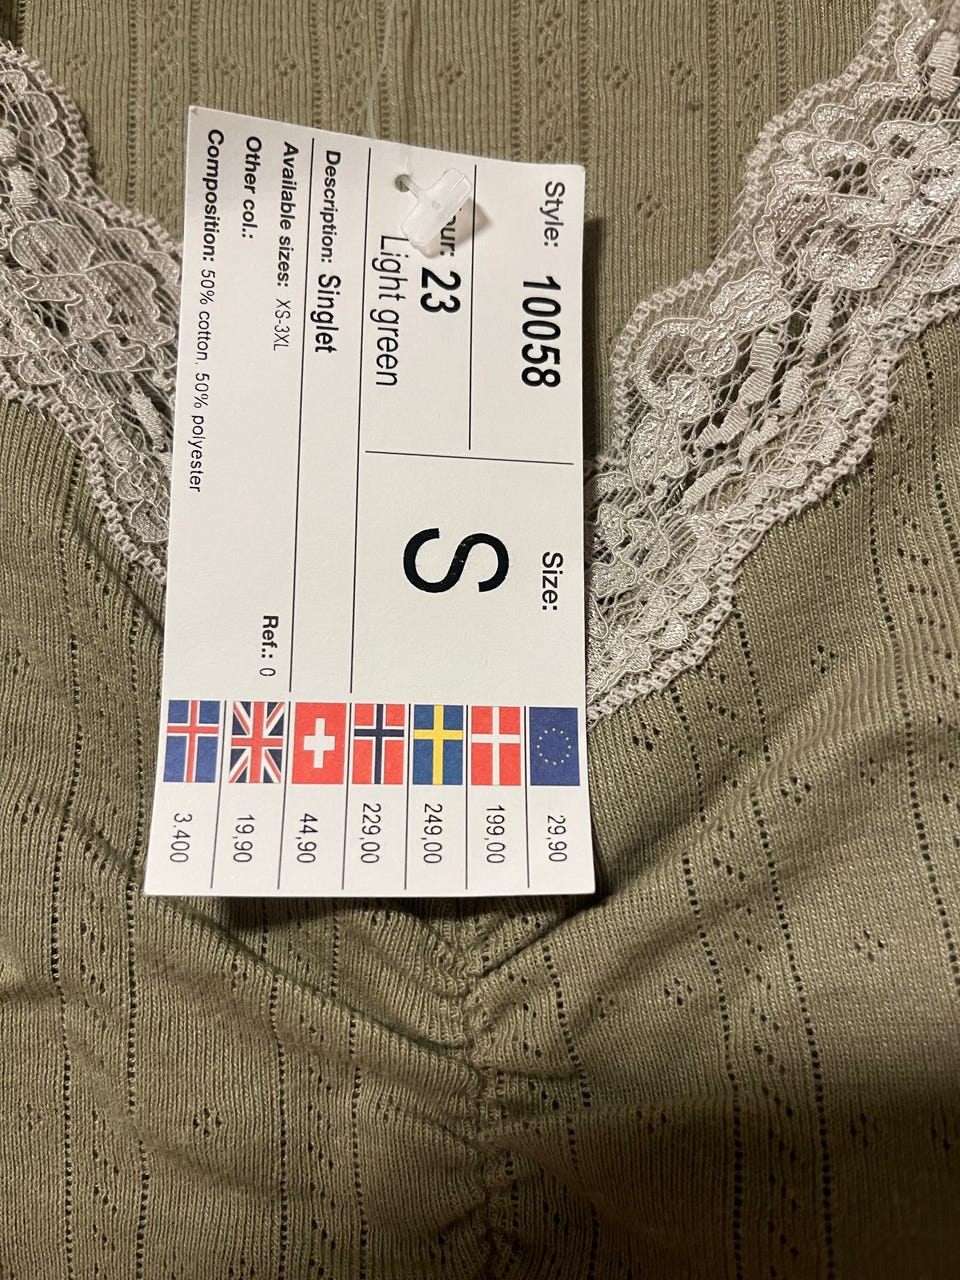 Style: 10058
Size:
S
our: 23
Light green
Description: Singlet
Available sizes: XS-3XL
Other col.:
Ref.: 0
Composition: 50% cotton. 50% polyester
29,90
199,00
249,00
229,00
44,90
19,90
3.400